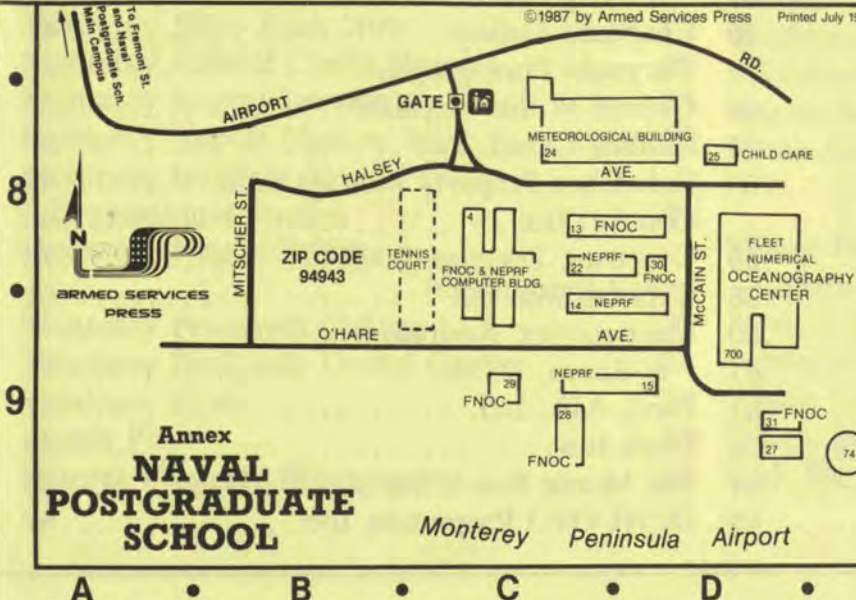 ©1987 by Armed Services Press Printed July 19
To Fremont St.
and Naval
Postgraduate Sch.
Main Campus
AIRPORT
RD.
GATE
METEOROLOGICAL BUILDING
24
25
CHILD CARE
HALSEY
AVE.
8
N
ARMED SERVICES
PRESS
MITSCHER ST.
ZIP CODE
94943
TENNIS
COURT
4
FNOC & NEPRF
COMPUTER BLDG.
13 FNOC
NEPRF
22
30
FNOC
14 NEPRF
McCAIN ST.
FLEET
NUMERICAL
OCEANOGRAPHY
CENTER
700
O'HARE
AVE.
9
29
FNOC
NEPRF
15
28
FNOC
31 FNOC
27
74
Annex
NAVAL
POSTGRADUATE
SCHOOL
Monterey Peninsula Airport
A B C D